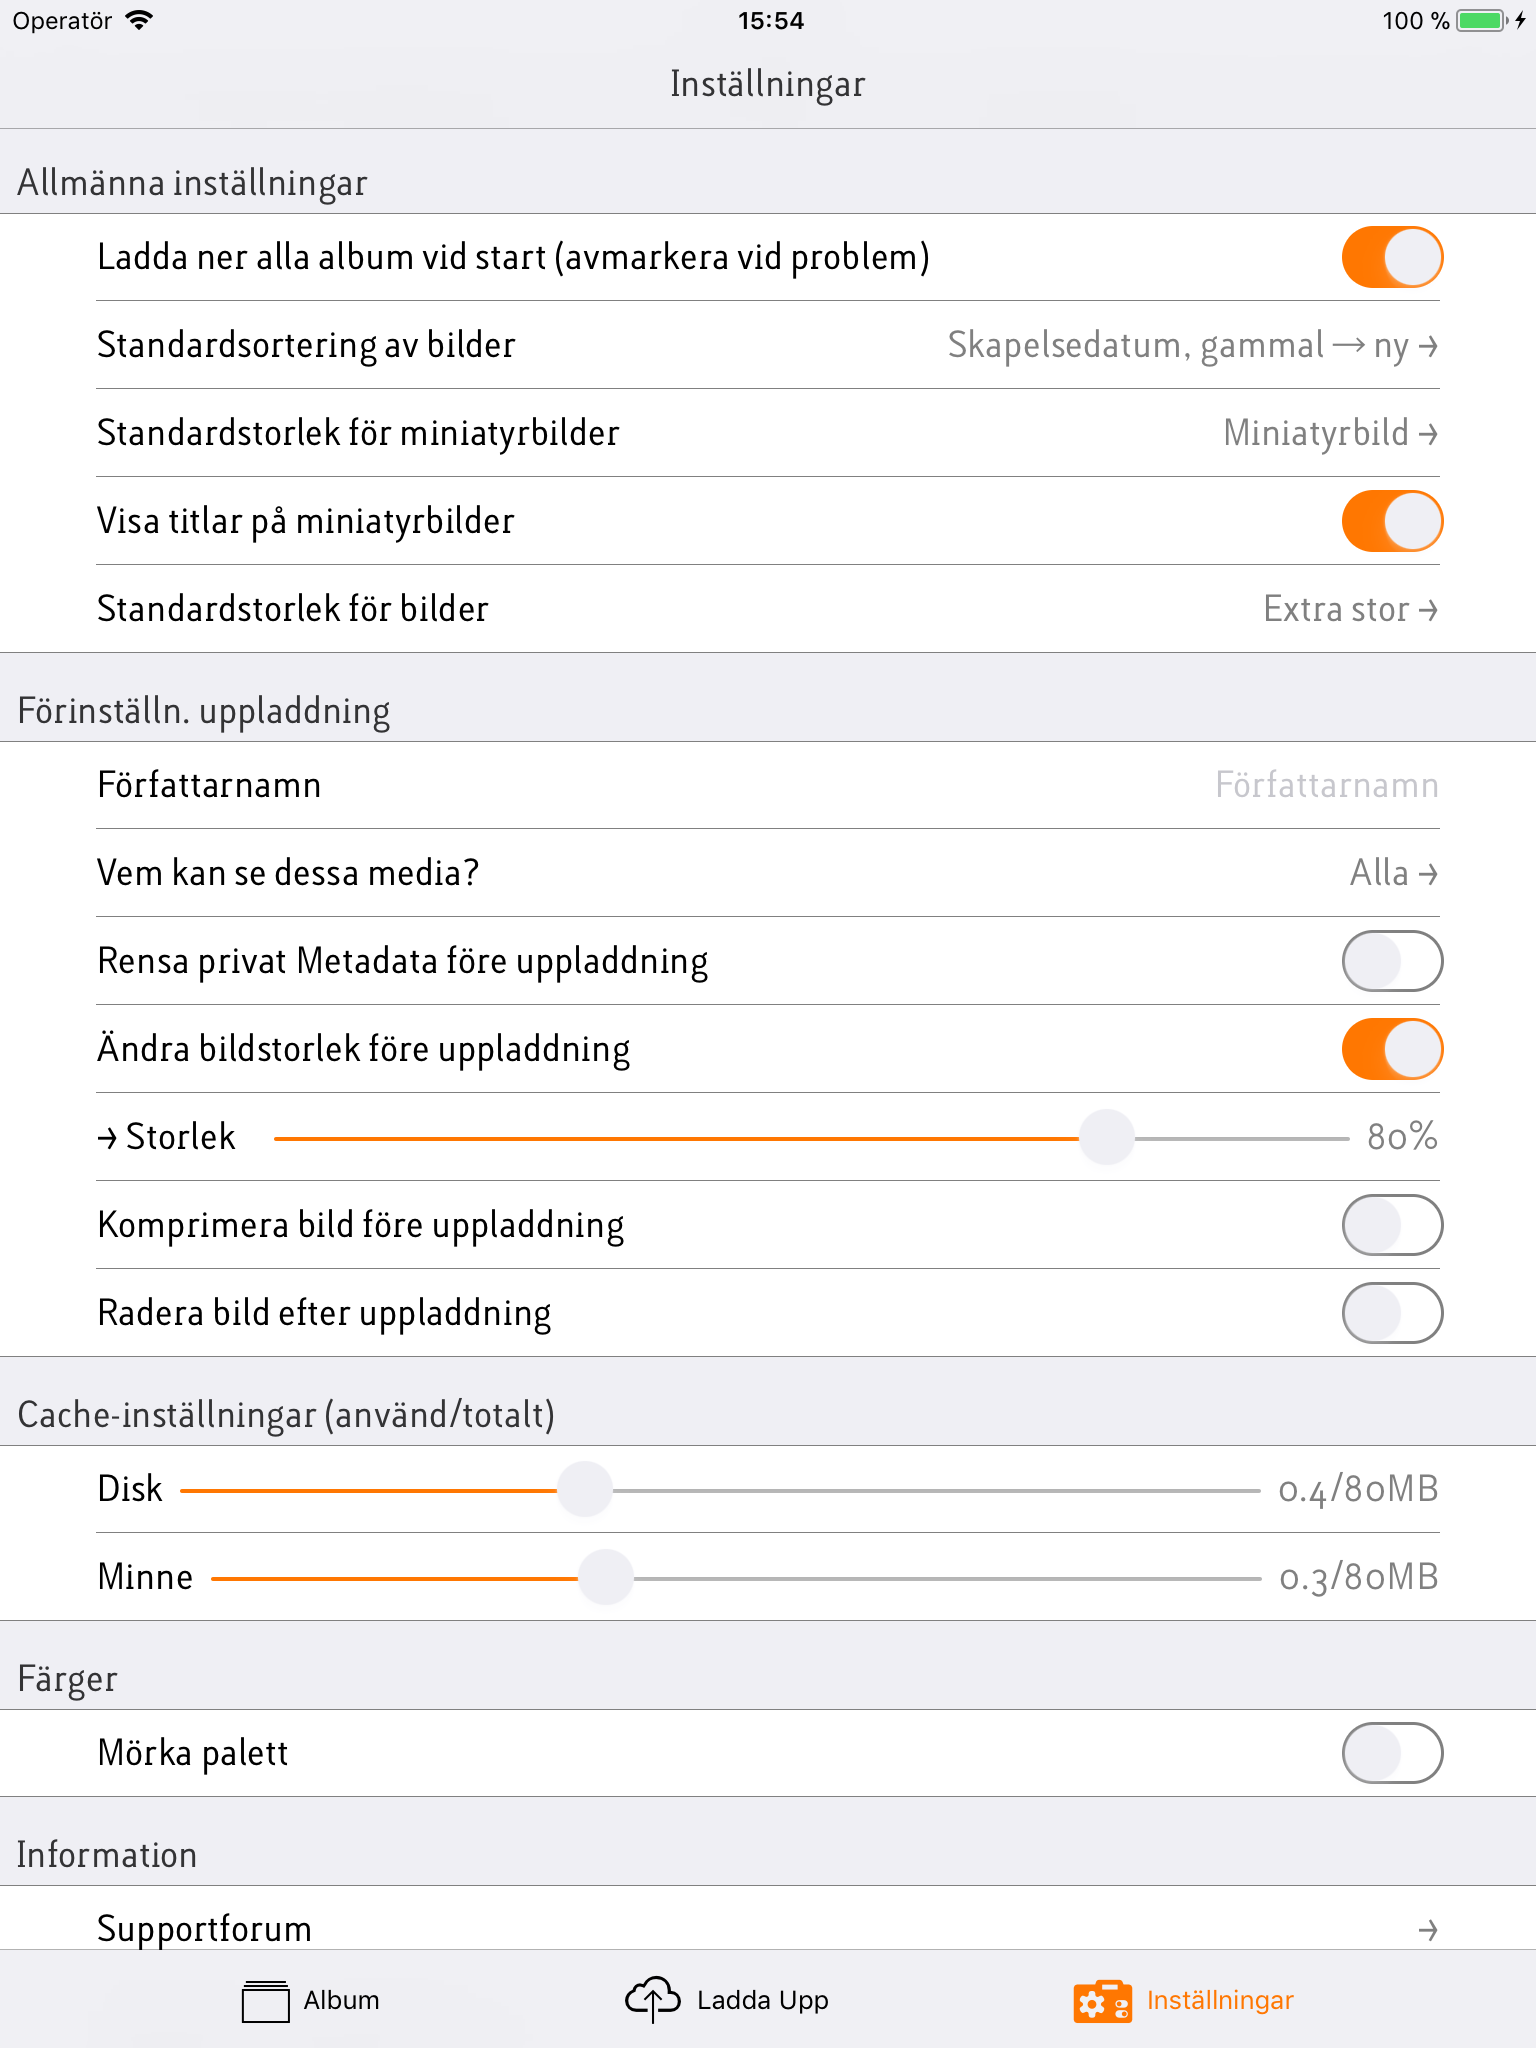 Operatör 15:54 100 %
Inställningar
Allmänna inställningar
Ladda ner alla album vid start (avmarkera vid problem)
Standardsortering av bilder Skapelsedatum, gammal → ny →
Standardstorlek för miniatyrbilder Miniatyrbild →
Visa titlar på miniatyrbilder
Standardstorlek för bilder Extra stor →
Förinställn. uppladdning
Författarnamn Författarnamn
Vem kan se dessa media? Alla →
Rensa privat Metadata före uppladdning
Ändra bildstorlek före uppladdning
→ Storlek 80%
Komprimera bild före uppladdning
Radera bild efter uppladdning
Cache-inställningar (använd/totalt)
Disk 0.4/80MB
Minne 0.3/80MB
Färger
Mörka palett
Information
Supportforum →
Album Ladda Upp Inställningar